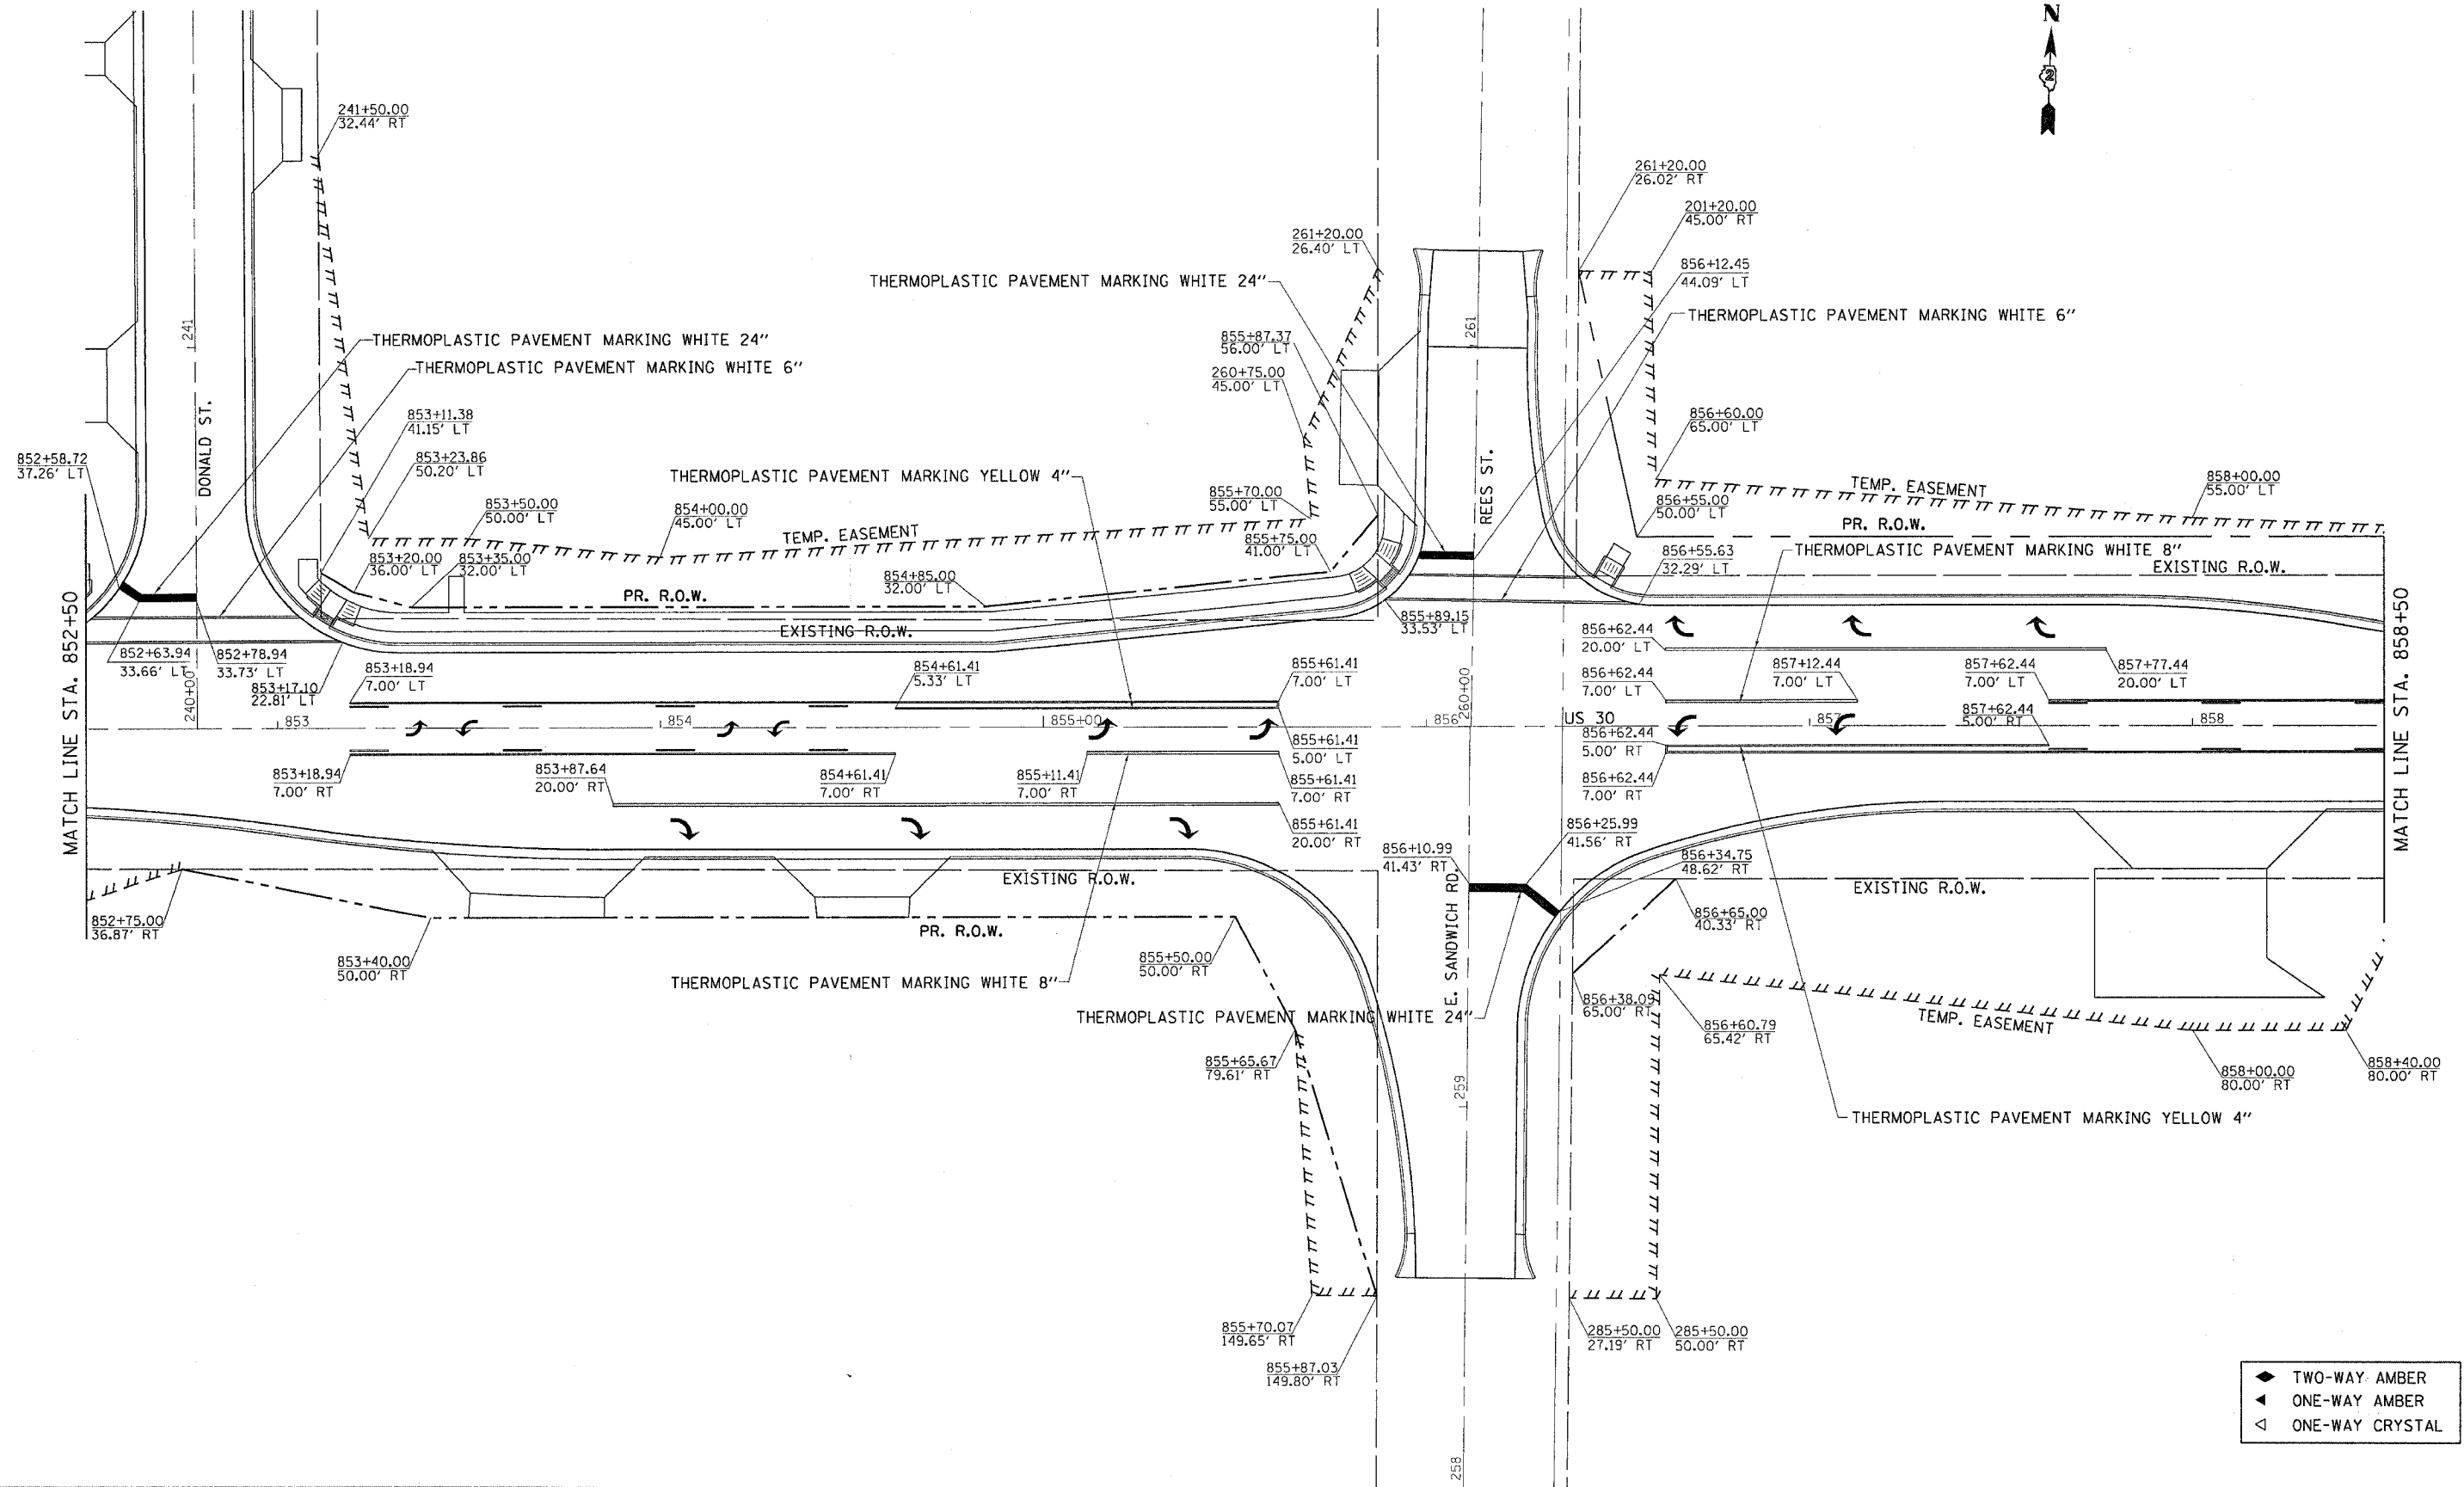 N
2
241+50.00
32.44' RT
261+20.00
26.02' RT
201+20.00
45.00' RT
261+20.00
26.40' LT
856+12.45
44.09' LT
THERMOPLASTIC PAVEMENT MARKING WHITE 24"
THERMOPLASTIC PAVEMENT MARKING WHITE 6"
241
261
THERMOPLASTIC PAVEMENT MARKING WHITE 24"
855+87.37
56.00' LT
THERMOPLASTIC PAVEMENT MARKING WHITE 6"
260+75.00
45.00' LT
DONALD ST.
853+11.38
41.15' LT
856+60.00
65.00' LT
852+58.72
37.26' LT
853+23.86
50.20' LT
THERMOPLASTIC PAVEMENT MARKING YELLOW 4"
REES ST.
853+50.00
50.00' LT
854+00.00
45.00' LT
855+70.00
55.00' LT
TEMP. EASEMENT
856+55.00
50.00' LT
TEMP. EASEMENT
858+00.00
55.00' LT
PR. R.O.W.
853+20.00
36.00' LT
853+35.00
32.00' LT
855+75.00
41.00' LT
856+55.63
32.29' LT
THERMOPLASTIC PAVEMENT MARKING WHITE 8"
EXISTING R.O.W.
854+85.00
32.00' LT
PR. R.O.W.
EXISTING R.O.W.
855+89.15
33.53' LT
MATCH LINE STA. 852+50
MATCH LINE STA. 858+50
852+63.94
33.66' LT
852+78.94
33.73' LT
853+17.10
22.81' LT
853+18.94
7.00' LT
854+61.41
5.33' LT
855+61.41
7.00' LT
856+62.44
20.00' LT
856+62.44
7.00' LT
857+12.44
7.00' LT
857+62.44
7.00' LT
857+77.44
20.00' LT
240+00
853
854
855+00
856
260+00
US 30
857
858
857+62.44
5.00' RT
855+61.41
5.00' LT
856+62.44
5.00' RT
853+18.94
7.00' RT
853+87.64
20.00' RT
854+61.41
7.00' RT
855+11.41
7.00' RT
855+61.41
7.00' RT
856+62.44
7.00' RT
855+61.41
20.00' RT
856+25.99
41.56' RT
856+10.99
41.43' RT
856+34.75
48.62' RT
EXISTING R.O.W.
EXISTING R.O.W.
E. SANDWICH RD.
852+75.00
36.87' RT
856+65.00
40.33' RT
PR. R.O.W.
853+40.00
50.00' RT
855+50.00
50.00' RT
THERMOPLASTIC PAVEMENT MARKING WHITE 8"
THERMOPLASTIC PAVEMENT MARKING WHITE 24"
856+38.09
65.00' RT
856+60.79
65.42' RT
TEMP. EASEMENT
855+65.67
79.61' RT
858+00.00
80.00' RT
858+40.00
80.00' RT
259
THERMOPLASTIC PAVEMENT MARKING YELLOW 4"
855+70.07
149.65' RT
285+50.00
27.19' RT
285+50.00
50.00' RT
855+87.03
149.80' RT
258
TWO-WAY AMBER
ONE-WAY AMBER
ONE-WAY CRYSTAL